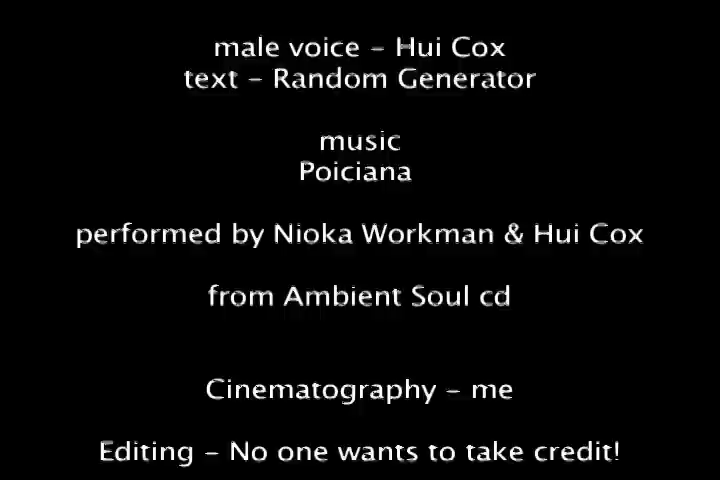 male voice – Hui Cox
text – Random Generator
music
Poiciana
performed by Nioka Workman & Hui Cox
from Ambient Soul cd
Cinematography – me
Editing – No one wants to take credit!